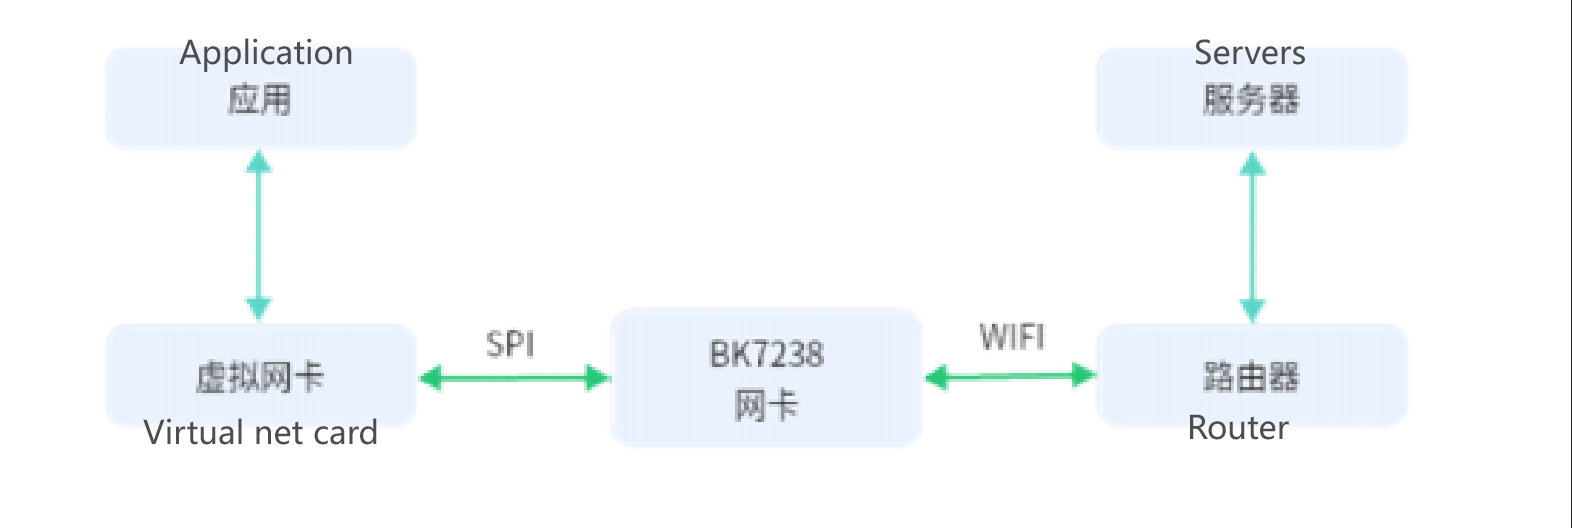 Application
应用
Servers
服务器
SPI
WIFI
虚拟网卡
Virtual net card
BK7238
网卡
路由器
Router